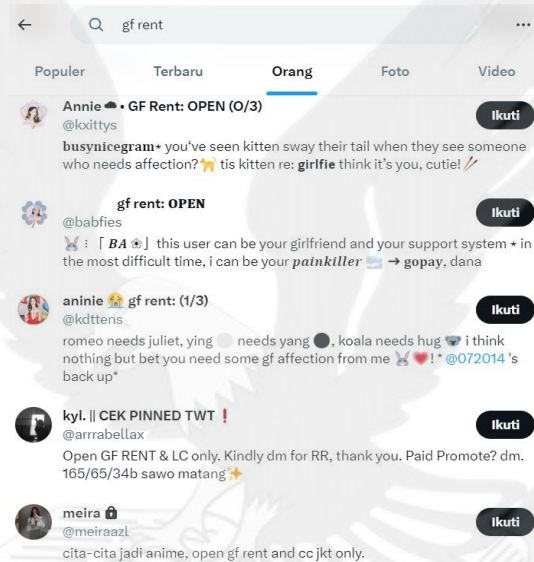 gf rent
Populer Terbaru Orang Foto Video
Annie ☁ • GF Rent: OPEN (0/3)
@kxittys
Ikuti
busynicegram⋆ you've seen kitten sway their tail when they see someone
who needs affection?🐈 tis kitten re: girlfie think it's you, cutie!🥢
gf rent: OPEN
@babfies
Ikuti
🐰 ⫶ ｢ BA ❀｣ this user can be your girlfriend and your support system ⋆ in
the most difficult time, i can be your painkiller 🌫️ → gopay, dana
aninie 😭 gf rent: (1/3)
@kdttens
Ikuti
romeo needs juliet, ying ⚪ needs yang ⚫, koala needs hug 🐨 i think
nothing but bet you need some gf affection from me 🐰💗! * @072014 's
back up*
kyl. || CEK PINNED TWT ❗
@arrrabellax
Ikuti
Open GF RENT & LC only. Kindly dm for RR, thank you. Paid Promote? dm.
165/65/34b sawo matang✨
meira 🔒
@meiraazl
Ikuti
cita-cita jadi anime, open gf rent and cc jkt only.